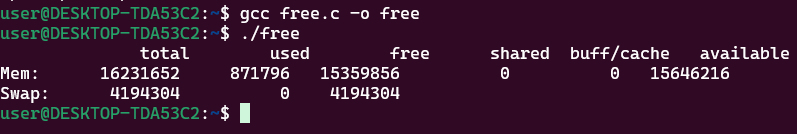 user@DESKTOP-TDA53C2:~$ gcc free.c -o free
user@DESKTOP-TDA53C2:~$ ./free
total used free shared buff/cache available
Mem: 16231652 871796 15359856 0 0 15646216
Swap: 4194304 0 4194304
user@DESKTOP-TDA53C2:~$